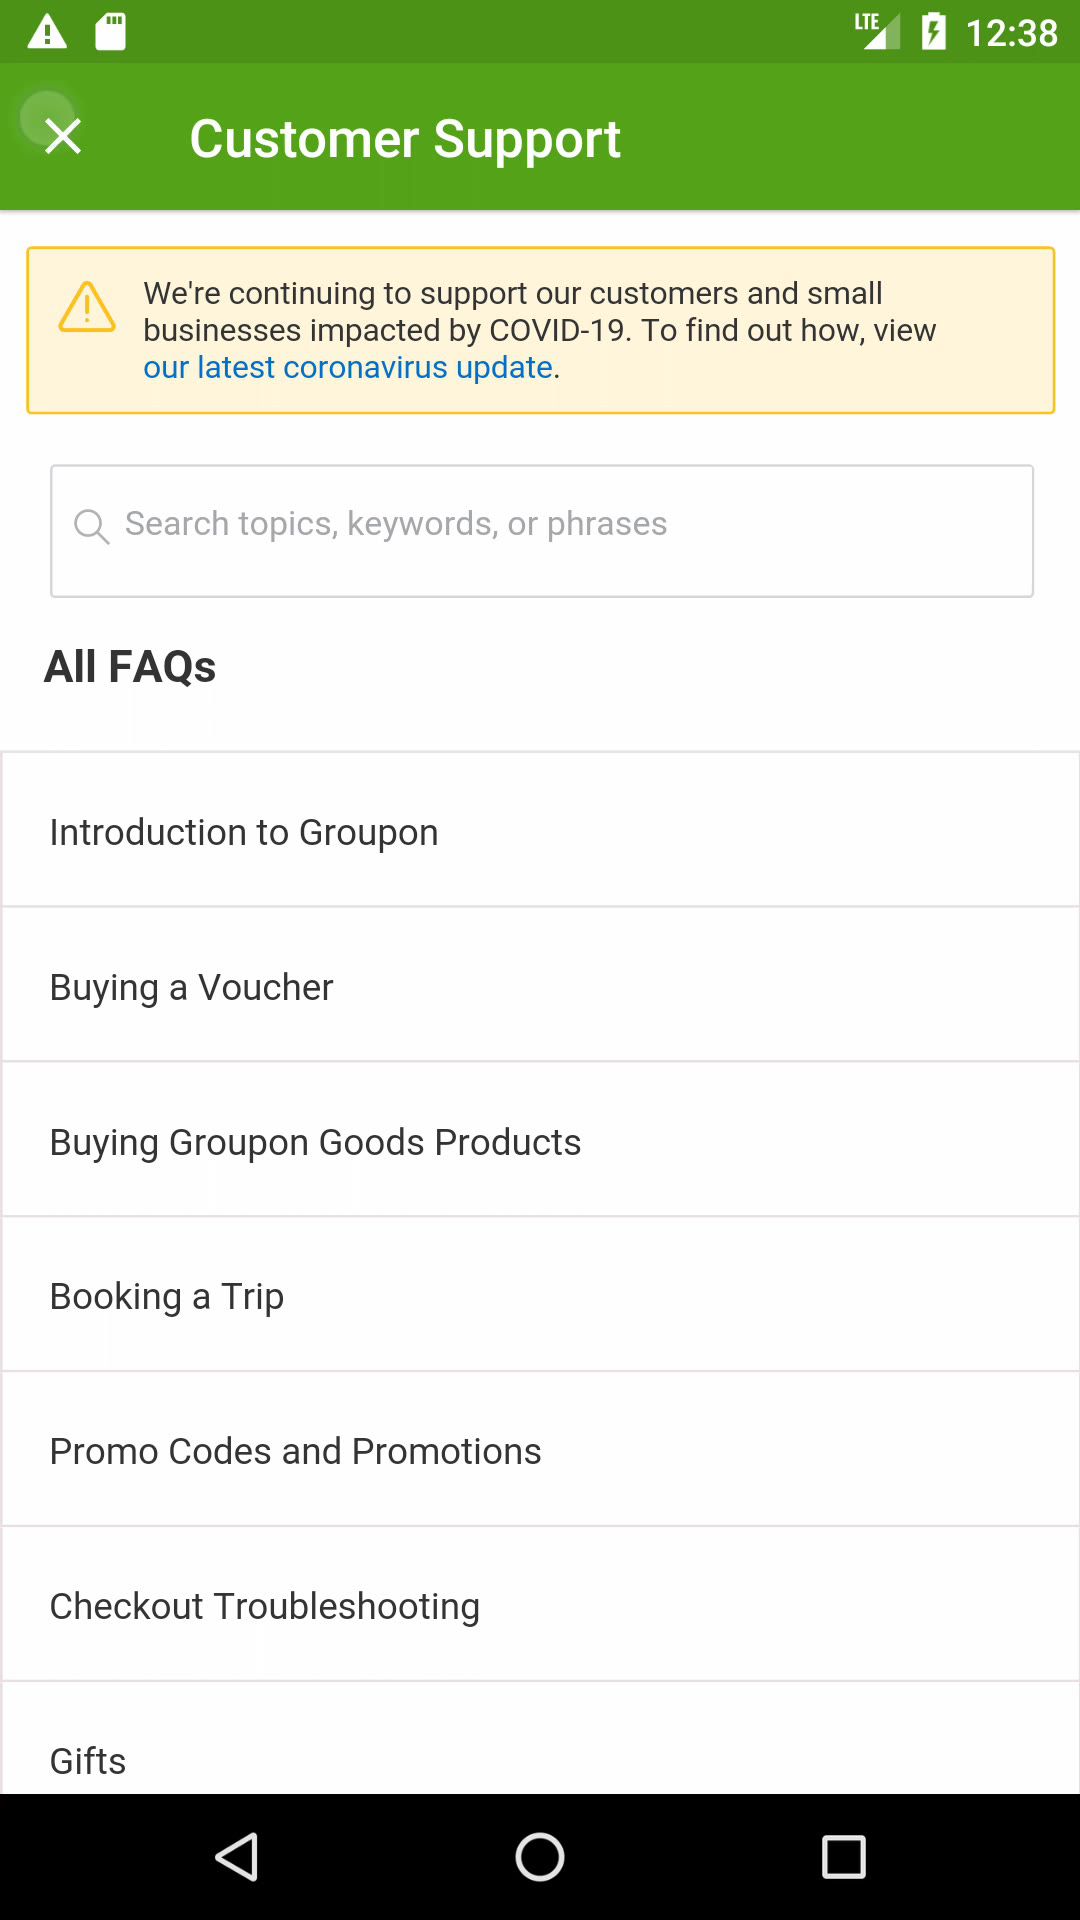 LTE 12:38
Customer Support
We're continuing to support our customers and small
businesses impacted by COVID-19. To find out how, view
our latest coronavirus update.
Search topics, keywords, or phrases
All FAQs
Introduction to Groupon
Buying a Voucher
Buying Groupon Goods Products
Booking a Trip
Promo Codes and Promotions
Checkout Troubleshooting
Gifts